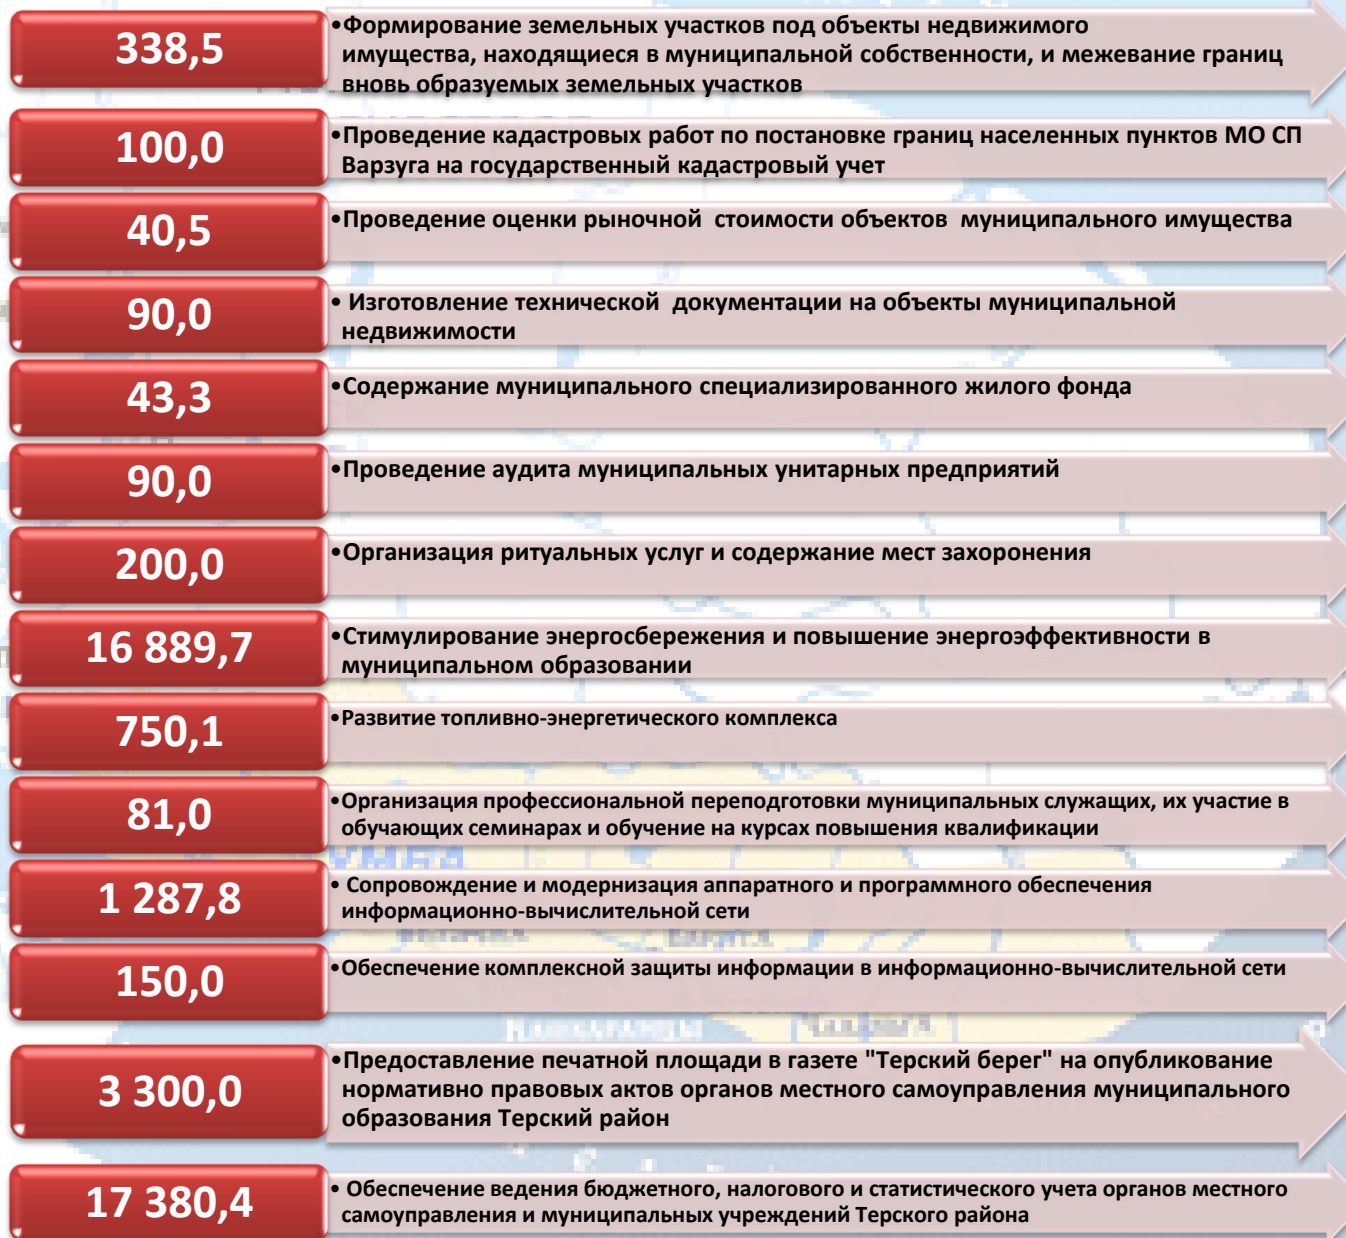 338,5
•Формирование земельных участков под объекты недвижимого
имущества, находящиеся в муниципальной собственности, и межевание границ
вновь образуемых земельных участков
100,0
•Проведение кадастровых работ по постановке границ населенных пунктов МО СП
Варзуга на государственный кадастровый учет
40,5
•Проведение оценки рыночной стоимости объектов муниципального имущества
90,0
• Изготовление технической документации на объекты муниципальной
недвижимости
43,3
•Содержание муниципального специализированного жилого фонда
90,0
•Проведение аудита муниципальных унитарных предприятий
200,0
•Организация ритуальных услуг и содержание мест захоронения
16 889,7
•Стимулирование энергосбережения и повышение энергоэффективности в
муниципальном образовании
750,1
•Развитие топливно-энергетического комплекса
81,0
•Организация профессиональной переподготовки муниципальных служащих, их участие в
обучающих семинарах и обучение на курсах повышения квалификации
1 287,8
• Сопровождение и модернизация аппаратного и программного обеспечения
информационно-вычислительной сети
150,0
•Обеспечение комплексной защиты информации в информационно-вычислительной сети
3 300,0
•Предоставление печатной площади в газете "Терский берег" на опубликование
нормативно правовых актов органов местного самоуправления муниципального
образования Терский район
17 380,4
• Обеспечение ведения бюджетного, налогового и статистического учета органов местного
самоуправления и муниципальных учреждений Терского района